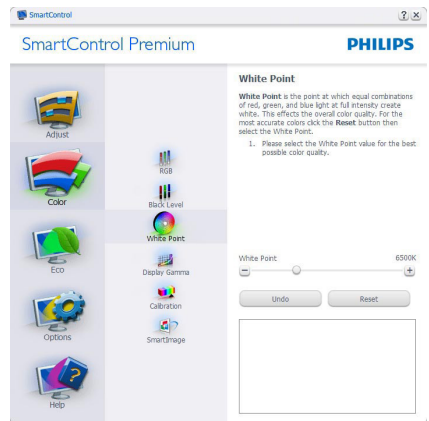 SmartControl
? x
SmartControl Premium
PHILIPS
Adjust
Color
Eco
Options
Help
RGB
Black Level
White Point
Display Gamma
Calibration
SmartImage
White Point
White Point is the point at which equal combinations
of red, green, and blue light at full intensity create
white. This effects the overall color quality. For the
most accurate colors click the Reset button then
select the White Point.
1. Please select the White Point value for the best
possible color quality.
White Point 6500K
Undo Reset